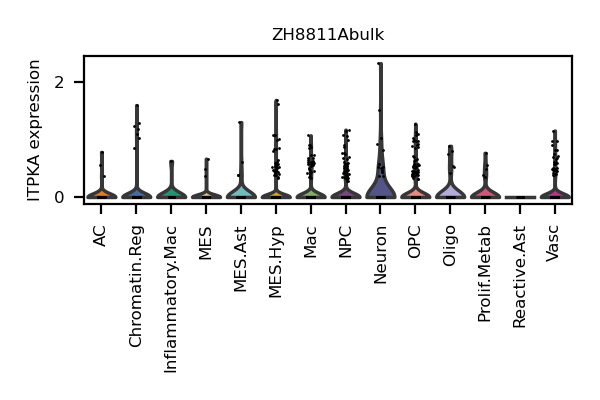 ZH8811Abulk
ITPKA expression
2
0
AC
Chromatin.Reg
Inflammatory.Mac
MES
MES.Ast
MES.Hyp
Mac
NPC
Neuron
OPC
Oligo
Prolif.Metab
Reactive.Ast
Vasc